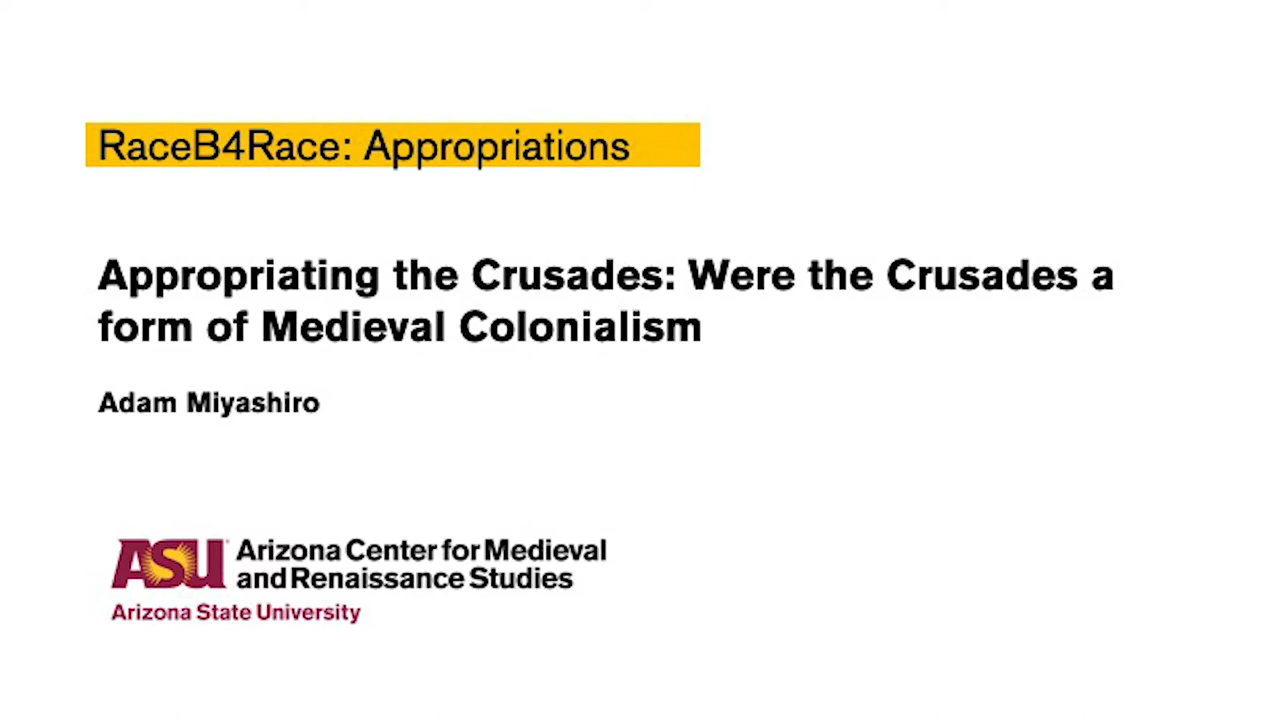 RaceB4Race: Appropriations
Appropriating the Crusades: Were the Crusades a
form of Medieval Colonialism
Adam Miyashiro
ASU Arizona Center for Medieval
and Renaissance Studies
Arizona State University